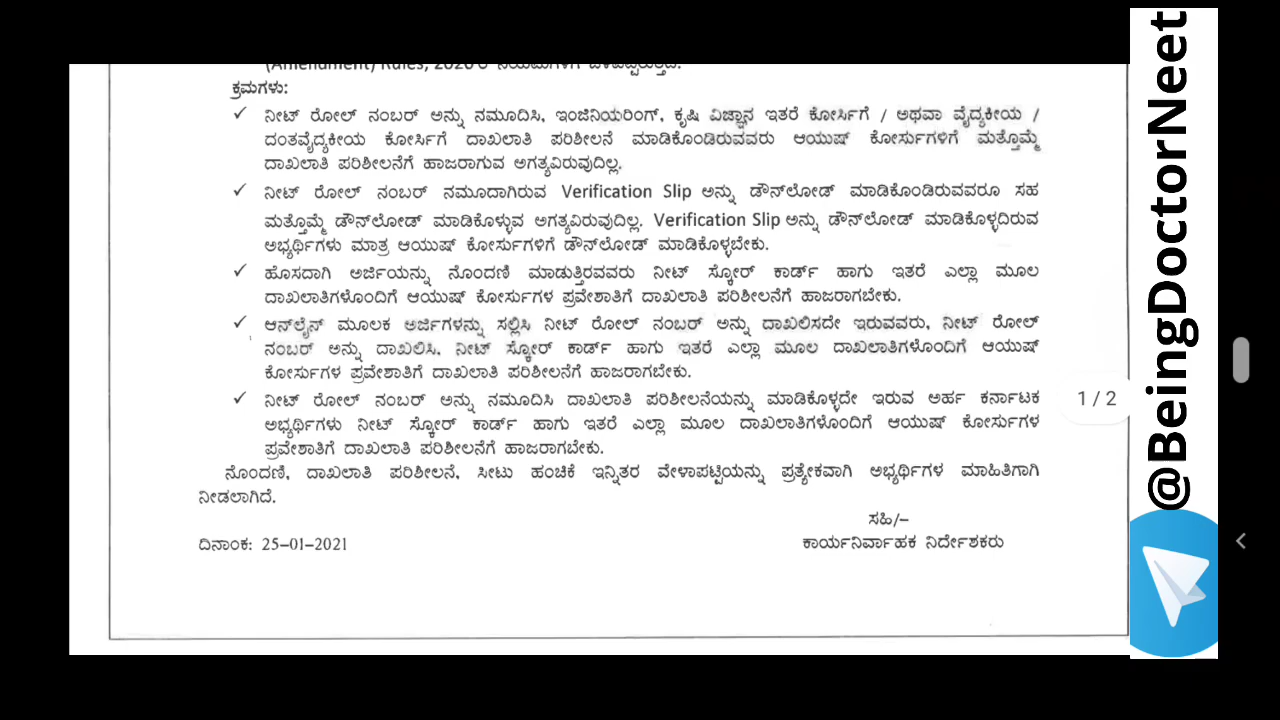 (Amendment) Rules, 2020ರ ನಿಯಮಗಳಿಗೆ ಒಳಪಟ್ಟಿರುತ್ತದೆ.
ಕ್ರಮಗಳು:
✓ ನೀಟ್ ರೋಲ್ ನಂಬರ್ ಅನ್ನು ನಮೂದಿಸಿ, ಇಂಜಿನಿಯರಿಂಗ್, ಕೃಷಿ ವಿಜ್ಞಾನ ಇತರೆ ಕೋರ್ಸಿಗೆ / ಅಥವಾ ವೈದ್ಯಕೀಯ /
ದಂತವೈದ್ಯಕೀಯ ಕೋರ್ಸಿಗೆ ದಾಖಲಾತಿ ಪರಿಶೀಲನೆ ಮಾಡಿಕೊಂಡಿರುವವರು ಆಯುಷ್ ಕೋರ್ಸುಗಳಿಗೆ ಮತ್ತೊಮ್ಮೆ
ದಾಖಲಾತಿ ಪರಿಶೀಲನೆಗೆ ಹಾಜರಾಗುವ ಅಗತ್ಯವಿರುವುದಿಲ್ಲ.
✓ ನೀಟ್ ರೋಲ್ ನಂಬರ್ ನಮೂದಾಗಿರುವ Verification Slip ಅನ್ನು ಡೌನ್‌ಲೋಡ್ ಮಾಡಿಕೊಂಡಿರುವವರೂ ಸಹ
ಮತ್ತೊಮ್ಮೆ ಡೌನ್‌ಲೋಡ್ ಮಾಡಿಕೊಳ್ಳುವ ಅಗತ್ಯವಿರುವುದಿಲ್ಲ. Verification Slip ಅನ್ನು ಡೌನ್‌ಲೋಡ್ ಮಾಡಿಕೊಳ್ಳದಿರುವ
ಅಭ್ಯರ್ಥಿಗಳು ಮಾತ್ರ ಆಯುಷ್ ಕೋರ್ಸುಗಳಿಗೆ ಡೌನ್‌ಲೋಡ್ ಮಾಡಿಕೊಳ್ಳಬೇಕು.
✓ ಹೊಸದಾಗಿ ಅರ್ಜಿಯನ್ನು ನೊಂದಣಿ ಮಾಡುತ್ತಿರವವರು ನೀಟ್ ಸ್ಕೋರ್ ಕಾರ್ಡ್ ಹಾಗು ಇತರೆ ಎಲ್ಲಾ ಮೂಲ
ದಾಖಲಾತಿಗಳೊಂದಿಗೆ ಆಯುಷ್ ಕೋರ್ಸುಗಳ ಪ್ರವೇಶಾತಿಗೆ ದಾಖಲಾತಿ ಪರಿಶೀಲನೆಗೆ ಹಾಜರಾಗಬೇಕು.
✓ ಆನ್‌ಲೈನ್ ಮೂಲಕ ಅರ್ಜಿಗಳನ್ನು ಸಲ್ಲಿಸಿ ನೀಟ್ ರೋಲ್ ನಂಬರ್ ಅನ್ನು ದಾಖಲಿಸದೇ ಇರುವವರು, ನೀಟ್ ರೋಲ್
ನಂಬರ್ ಅನ್ನು ದಾಖಲಿಸಿ, ನೀಟ್ ಸ್ಕೋರ್ ಕಾರ್ಡ್ ಹಾಗು ಇತರೆ ಎಲ್ಲಾ ಮೂಲ ದಾಖಲಾತಿಗಳೊಂದಿಗೆ ಆಯುಷ್
ಕೋರ್ಸುಗಳ ಪ್ರವೇಶಾತಿಗೆ ದಾಖಲಾತಿ ಪರಿಶೀಲನೆಗೆ ಹಾಜರಾಗಬೇಕು.
✓ ನೀಟ್ ರೋಲ್ ನಂಬರ್ ಅನ್ನು ನಮೂದಿಸಿ ದಾಖಲಾತಿ ಪರಿಶೀಲನೆಯನ್ನು ಮಾಡಿಕೊಳ್ಳದೇ ಇರುವ ಅರ್ಹ ಕರ್ನಾಟಕ
ಅಭ್ಯರ್ಥಿಗಳು ನೀಟ್ ಸ್ಕೋರ್ ಕಾರ್ಡ್ ಹಾಗು ಇತರೆ ಎಲ್ಲಾ ಮೂಲ ದಾಖಲಾತಿಗಳೊಂದಿಗೆ ಆಯುಷ್ ಕೋರ್ಸುಗಳ
ಪ್ರವೇಶಾತಿಗೆ ದಾಖಲಾತಿ ಪರಿಶೀಲನೆಗೆ ಹಾಜರಾಗಬೇಕು.
ನೊಂದಣಿ, ದಾಖಲಾತಿ ಪರಿಶೀಲನೆ, ಸೀಟು ಹಂಚಿಕೆ ಇನ್ನಿತರ ವೇಳಾಪಟ್ಟಿಯನ್ನು ಪ್ರತ್ಯೇಕವಾಗಿ ಅಭ್ಯರ್ಥಿಗಳ ಮಾಹಿತಿಗಾಗಿ
ನೀಡಲಾಗಿದೆ.
ಸಹಿ/–
ದಿನಾಂಕ: 25-01-2021 ಕಾರ್ಯನಿರ್ವಾಹಕ ನಿರ್ದೇಶಕರು
1 / 2
@BeingDoctorNeet